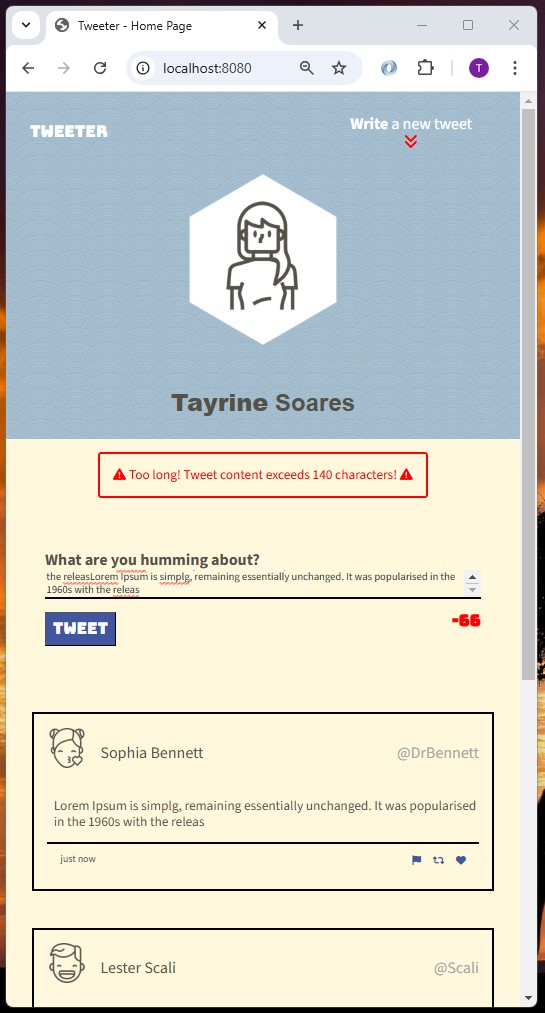 Tweeter - Home Page
localhost:8080
T
TWEETER
Write a new tweet
Tayrine Soares
Too long! Tweet content exceeds 140 characters!
What are you humming about?
the releasLorem Ipsum is simplg, remaining essentially unchanged. It was popularised in the
1960s with the releas
TWEET
-66
Sophia Bennett
@DrBennett
Lorem Ipsum is simplg, remaining essentially unchanged. It was popularised
in the 1960s with the releas
just now
Lester Scali
@Scali